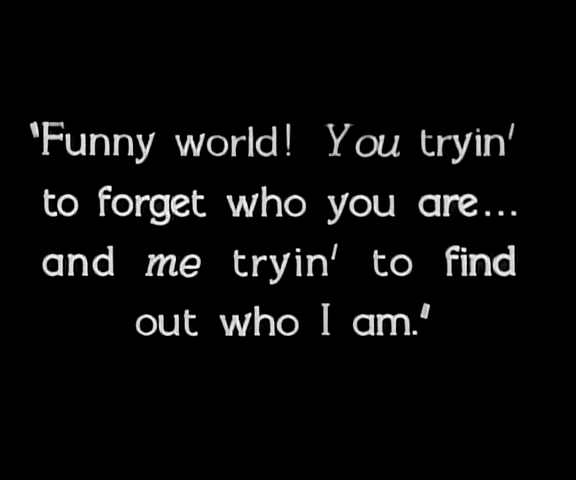 "Funny world! You tryin'
to forget who you are...
and me tryin' to find
out who I am."